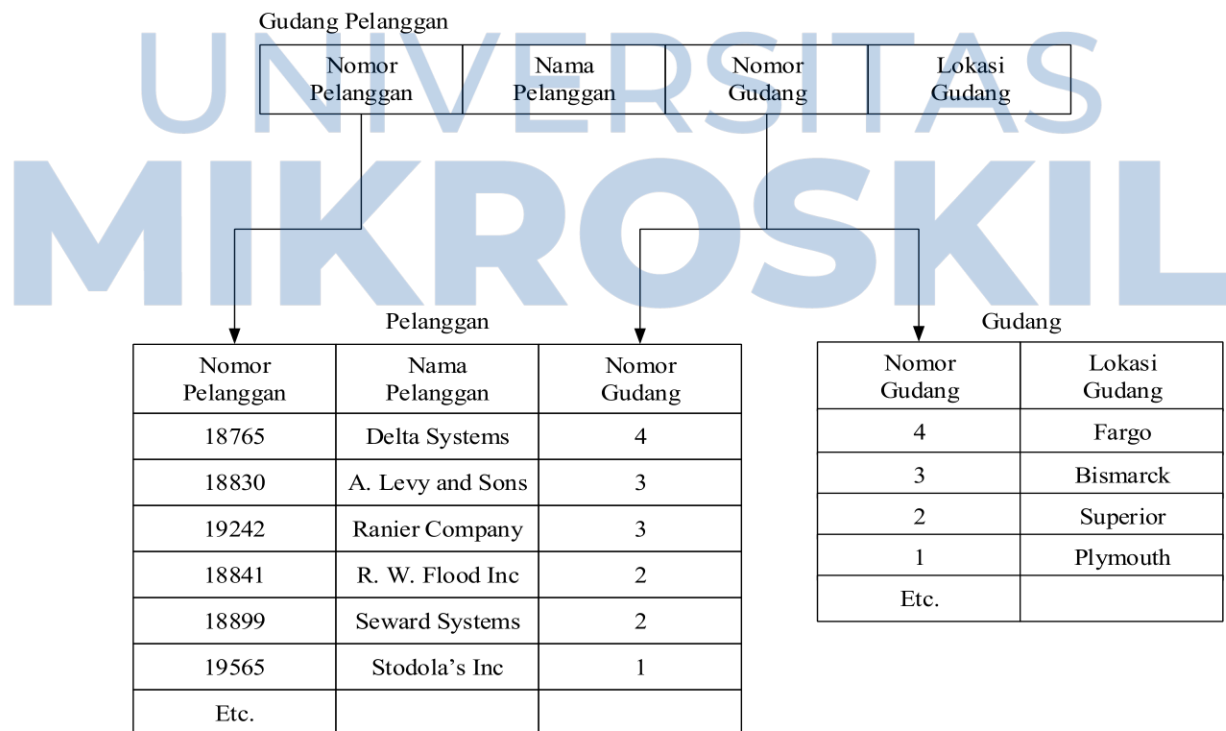 UNIVERSITAS
MIKROSKIL
Gudang Pelanggan
Nomor Pelanggan Nama Pelanggan Nomor Gudang Lokasi Gudang
Pelanggan
Nomor Pelanggan Nama Pelanggan Nomor Gudang
18765 Delta Systems 4
18830 A. Levy and Sons 3
19242 Ranier Company 3
18841 R. W. Flood Inc 2
18899 Seward Systems 2
19565 Stodola’s Inc 1
Etc.
Gudang
Nomor Gudang Lokasi Gudang
4 Fargo
3 Bismarck
2 Superior
1 Plymouth
Etc.